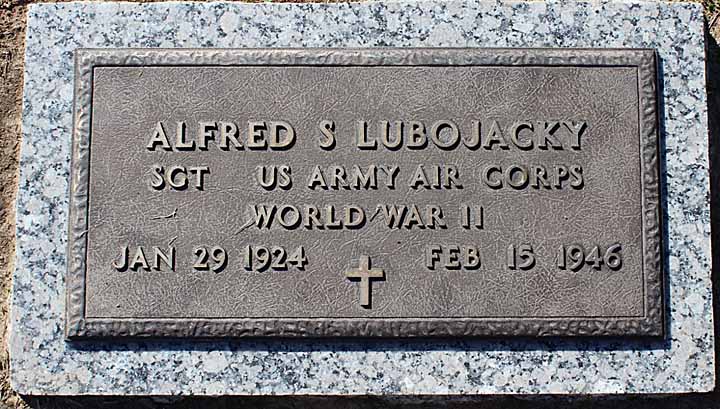 ALFRED S LUBOJACKY
SGT US ARMY AIR CORPS
WORLD WAR II
JAN 29 1924 FEB 15 1946